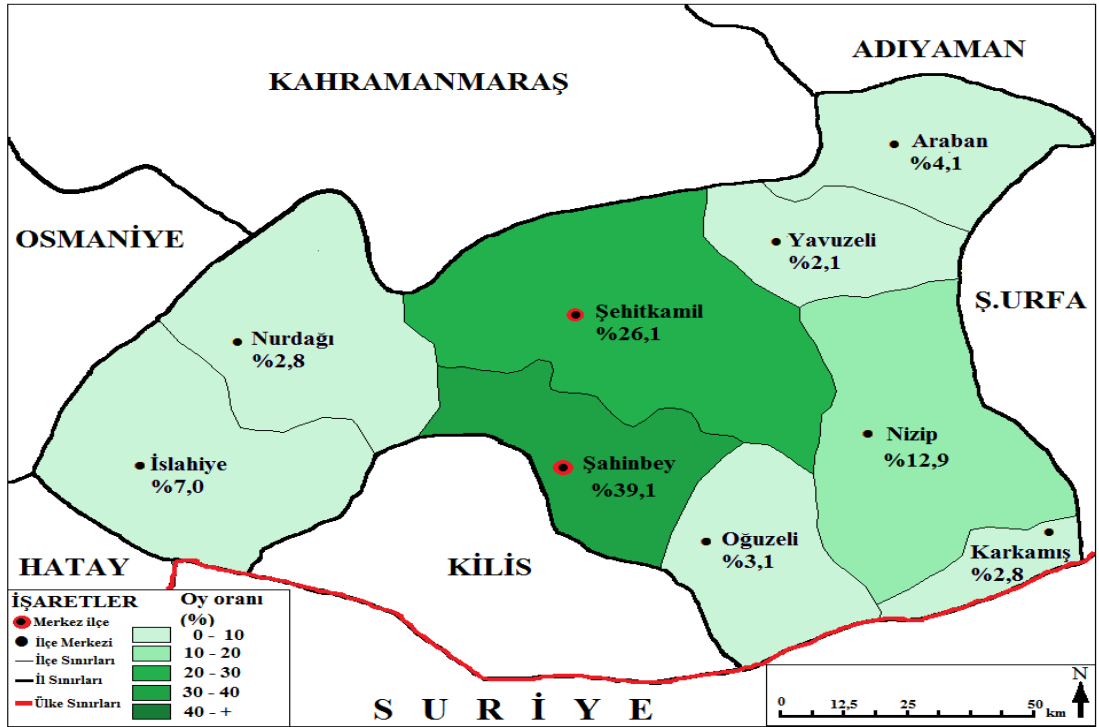 ADIYAMAN
KAHRAMANMARAŞ
Araban
%4,1
OSMANİYE
Yavuzeli
%2,1
Ş.URFA
Şehitkamil
%26,1
Nurdağı
%2,8
Nizip
%12,9
İslahiye
%7,0
Şahinbey
%39,1
Oğuzeli
%3,1
Karkamış
%2,8
HATAY
KİLİS
İŞARETLER
Merkez ilçe
İlçe Merkezi
İlçe Sınırları
İl Sınırları
Ülke Sınırları
Oy oranı
(%)
0 - 10
10 - 20
20 - 30
30 - 40
40 - +
SURİYE
N
0 12,5 25 50
km